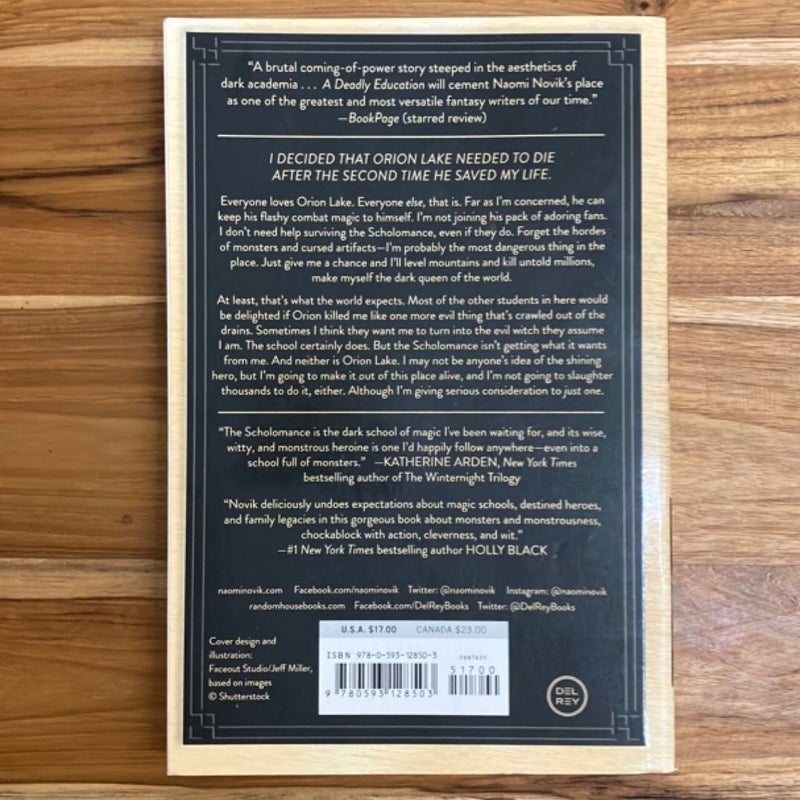 “A brutal coming-of-power story steeped in the aesthetics of
dark academia . . . A Deadly Education will cement Naomi Novik’s place
as one of the greatest and most versatile fantasy writers of our time.”
—BookPage (starred review)
I DECIDED THAT ORION LAKE NEEDED TO DIE
AFTER THE SECOND TIME HE SAVED MY LIFE.
Everyone loves Orion Lake. Everyone else, that is. Far as I’m concerned, he can
keep his flashy combat magic to himself. I’m not joining his pack of adoring fans.
I don’t need help surviving the Scholomance, even if they do. Forget the hordes
of monsters and cursed artifacts—I’m probably the most dangerous thing in the
place. Just give me a chance and I’ll level mountains and kill untold millions,
make myself the dark queen of the world.
At least, that’s what the world expects. Most of the other students in here would
be delighted if Orion killed me like one more evil thing that’s crawled out of the
drains. Sometimes I think they want me to turn into the evil witch they assume
I am. The school certainly does. But the Scholomance isn’t getting what it wants
from me. And neither is Orion Lake. I may not be anyone’s idea of the shining
hero, but I’m going to make it out of this place alive, and I’m not going to slaughter
thousands to do it, either. Although I’m giving serious consideration to just one.
“The Scholomance is the dark school of magic I’ve been waiting for, and its wise,
witty, and monstrous heroine is one I’d happily follow anywhere—even into a
school full of monsters.” —KATHERINE ARDEN, New York Times
bestselling author of The Winternight Trilogy
“Novik deliciously undoes expectations about magic schools, destined heroes,
and family legacies in this gorgeous book about monsters and monstrousness,
chockablock with action, cleverness, and wit.”
—#1 New York Times bestselling author HOLLY BLACK
naominovik.com Facebook.com/naominovik Twitter: @naominovik Instagram: @naominovik
randomhousebooks.com Facebook.com/DelReyBooks Twitter: @DelReyBooks
Cover design and
illustration:
Faceout Studio/Jeff Miller,
based on images
© Shutterstock
U.S.A. $17.00 CANADA $23.00
ISBN 978-0-593-12850-3
FANTASY
51700
9 780593 128503
DEL
REY